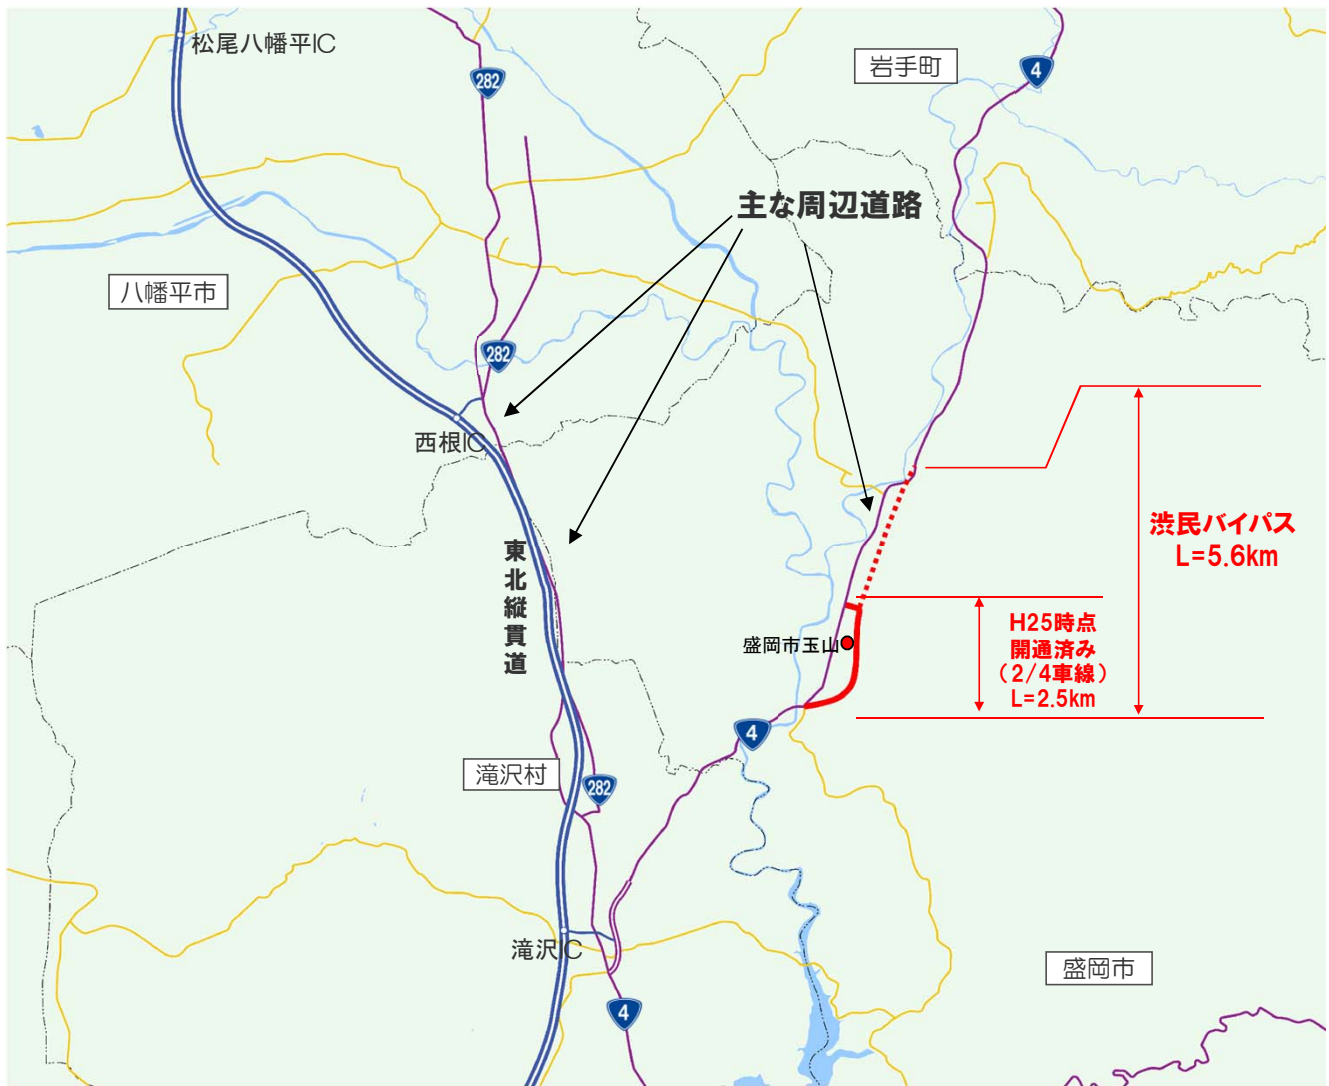 松尾八幡平IC
282
岩手町
4
主な周辺道路
八幡平市
282
西根IC
渋民バイパス
L=5.6km
東北縦貫道
H25時点
開通済み
（2/4車線）
L=2.5km
盛岡市玉山
4
滝沢村
282
滝沢IC
盛岡市
4